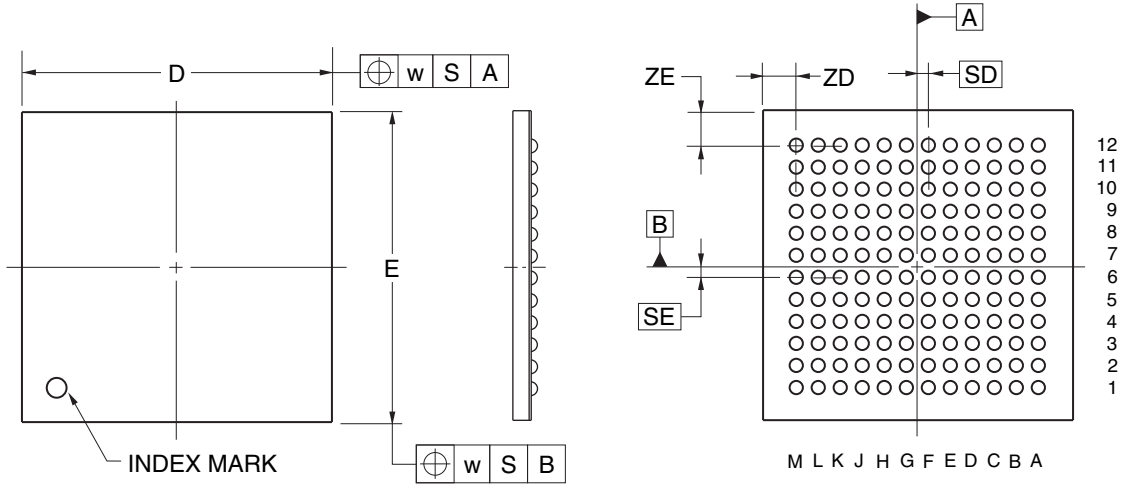 D
w S A
E
INDEX MARK
w S B
A
ZE
ZD
SD
B
SE
12
11
10
9
8
7
6
5
4
3
2
1
M L K J H G F E D C B A